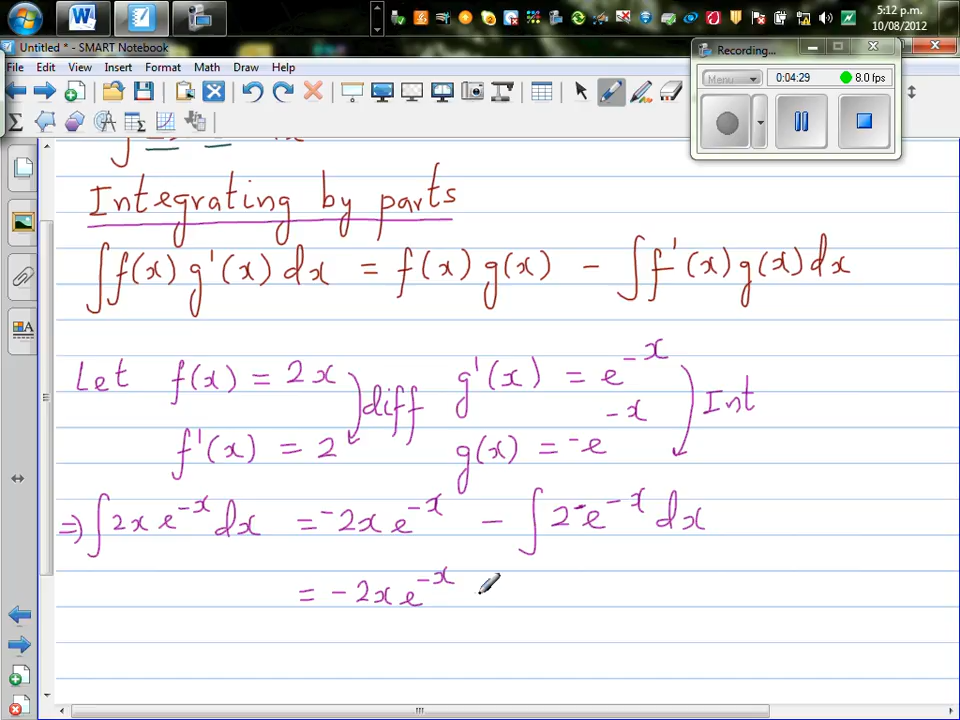 5:12 p.m.
10/08/2012
Untitled * - SMART Notebook
Recording...
File Edit View Insert Format Math Draw Help
Menu 0:04:29 8.0 fps
Integrating by parts
∫f(x) g'(x) dx = f(x) g(x) - ∫f'(x) g(x) dx
Let f(x) = 2x diff g'(x) = e^-x Int
f'(x) = 2 g(x) = -e^-x
⇒ ∫2x e^-x dx = -2x e^-x - ∫2 -e^-x dx
= -2x e^-x